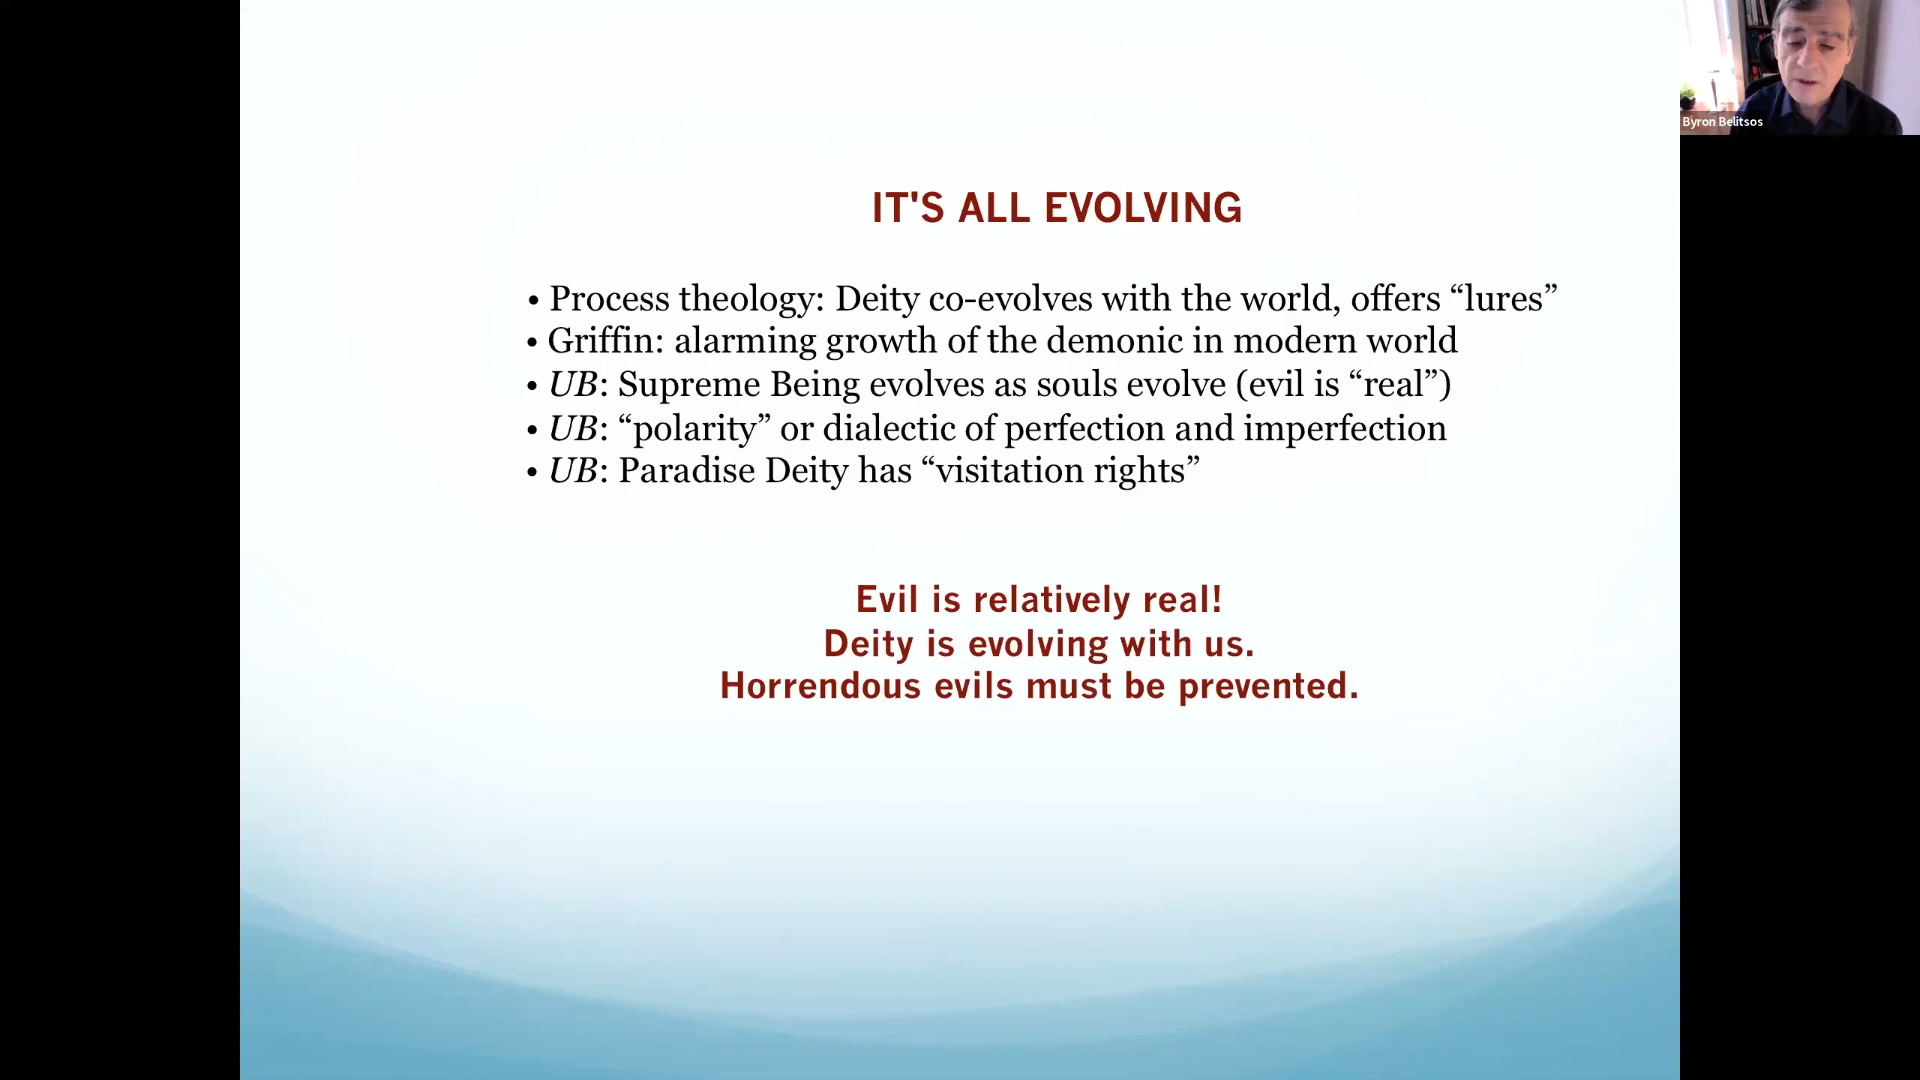 Byron Belitsos
IT'S ALL EVOLVING
• Process theology: Deity co-evolves with the world, offers “lures”
• Griffin: alarming growth of the demonic in modern world
• UB: Supreme Being evolves as souls evolve (evil is “real”)
• UB: “polarity” or dialectic of perfection and imperfection
• UB: Paradise Deity has “visitation rights”
Evil is relatively real!
Deity is evolving with us.
Horrendous evils must be prevented.